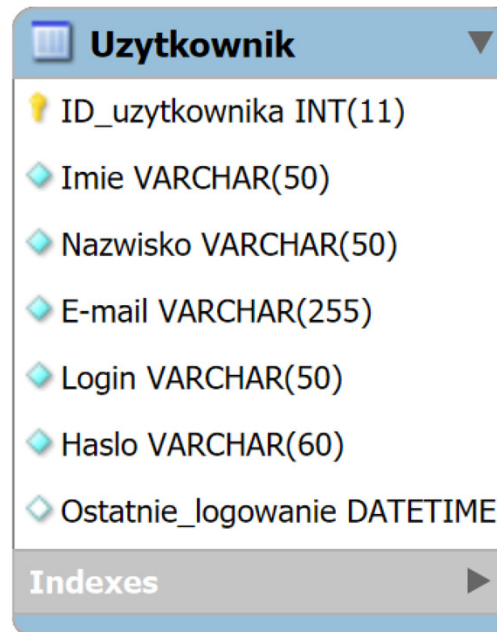 Uzytkownik
ID_uzytkownika INT(11)
Imie VARCHAR(50)
Nazwisko VARCHAR(50)
E-mail VARCHAR(255)
Login VARCHAR(50)
Haslo VARCHAR(60)
Ostatnie_logowanie DATETIME
Indexes